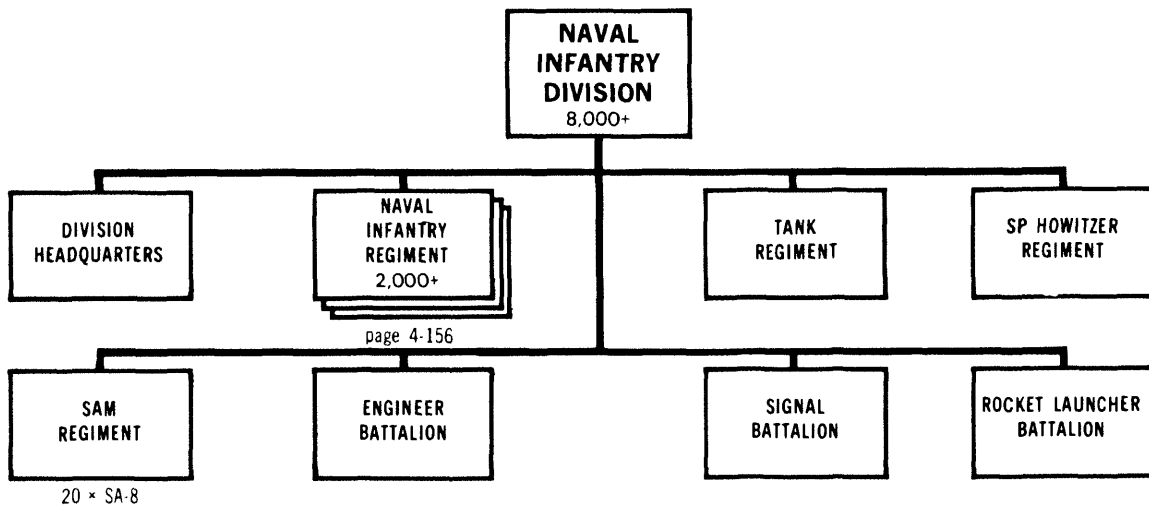 NAVAL
INFANTRY
DIVISION
8,000+
DIVISION
HEADQUARTERS
NAVAL
INFANTRY
REGIMENT
2,000+
page 4-156
TANK
REGIMENT
SP HOWITZER
REGIMENT
SAM
REGIMENT
20 × SA-8
ENGINEER
BATTALION
SIGNAL
BATTALION
ROCKET LAUNCHER
BATTALION